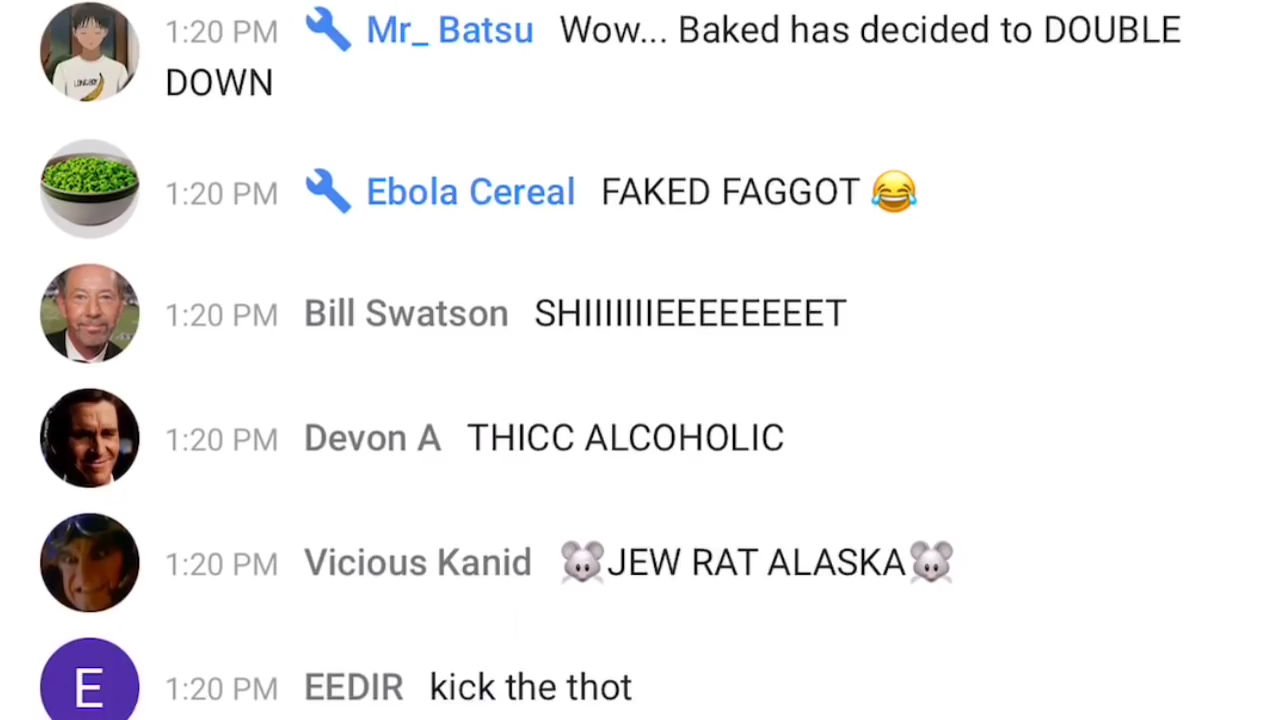 1:20 PM Mr_ Batsu Wow... Baked has decided to DOUBLE
DOWN
1:20 PM Ebola Cereal FAKED FAGGOT 😂
1:20 PM Bill Swatson SHIIIIIIIEEEEEEEET
1:20 PM Devon A THICC ALCOHOLIC
1:20 PM Vicious Kanid 🐭JEW RAT ALASKA🐭
E 1:20 PM EEDIR kick the thot